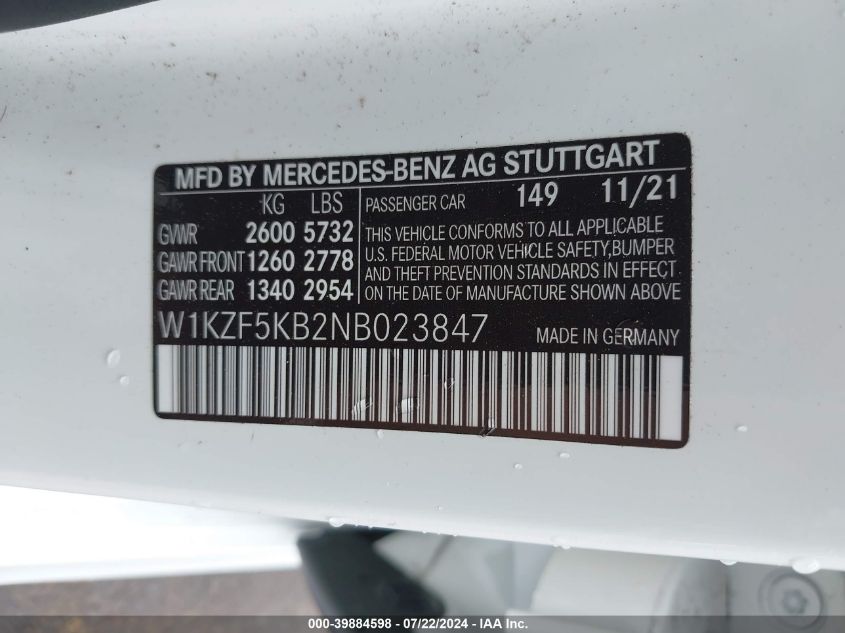 MFD BY MERCEDES-BENZ AG STUTTGART
KG LBS
GVWR 2600 5732
GAWR FRONT 1260 2778
GAWR REAR 1340 2954
PASSENGER CAR 149 11/21
THIS VEHICLE CONFORMS TO ALL APPLICABLE
U.S. FEDERAL MOTOR VEHICLE SAFETY,BUMPER
AND THEFT PREVENTION STANDARDS IN EFFECT
ON THE DATE OF MANUFACTURE SHOWN ABOVE
W1KZF5KB2NB023847 MADE IN GERMANY
000-39884598 - 07/22/2024 - IAAI.com